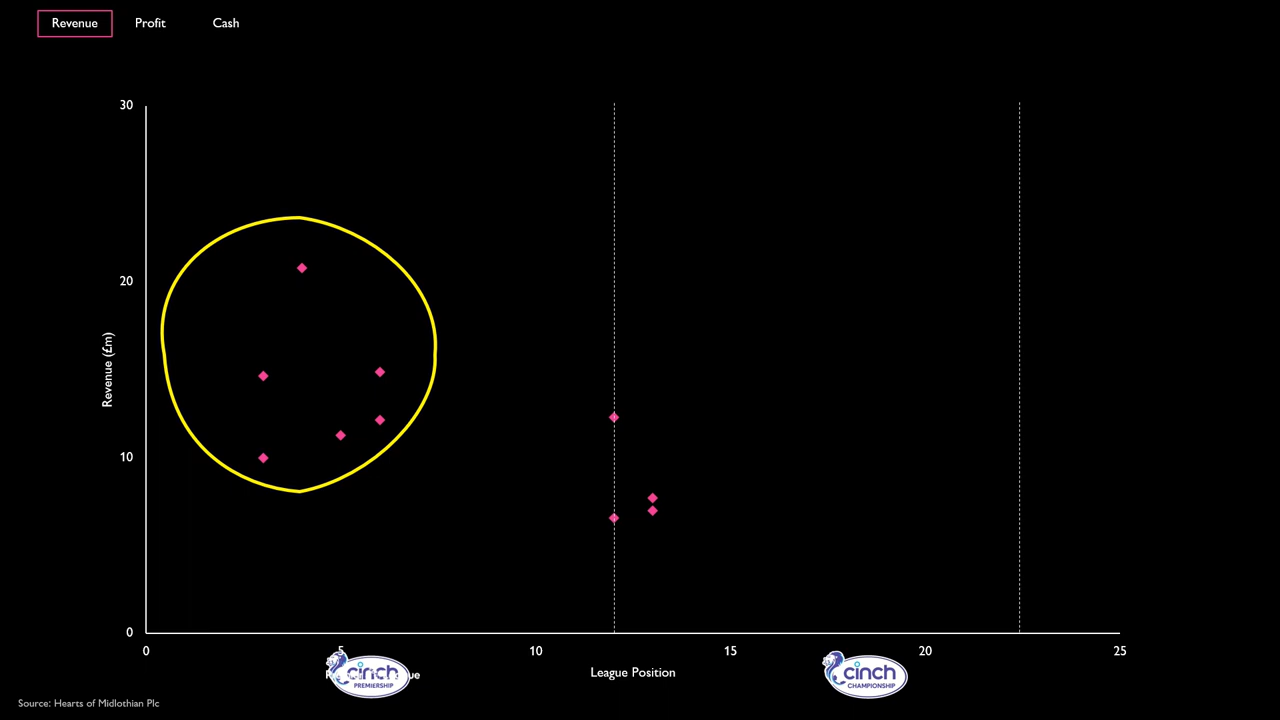 Revenue Profit Cash
30
20
10
0
Revenue (£m)
0 5 10 15 20 25
League Position
cinch
PREMIERSHIP
cinch
CHAMPIONSHIP
Source: Hearts of Midlothian Plc